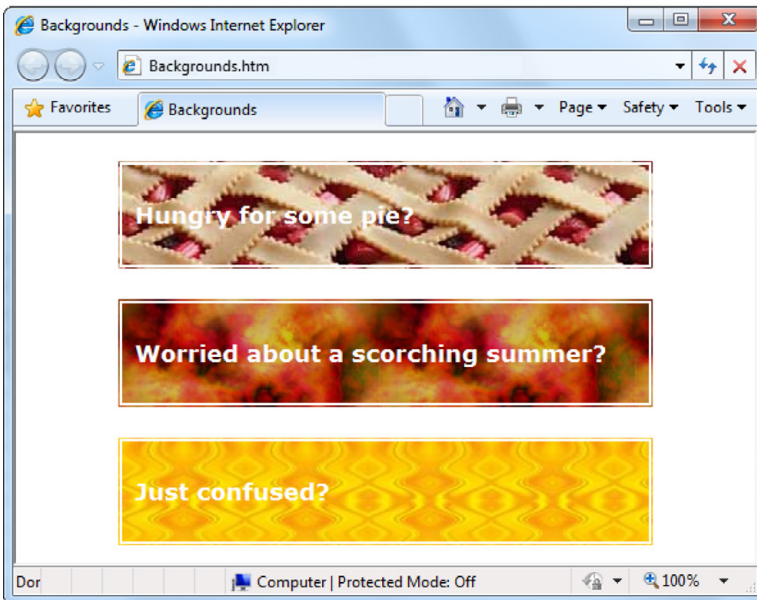 Backgrounds - Windows Internet Explorer
Backgrounds.htm
Favorites Backgrounds Page Safety Tools
Hungry for some pie?
Worried about a scorching summer?
Just confused?
Dor Computer | Protected Mode: Off 100%